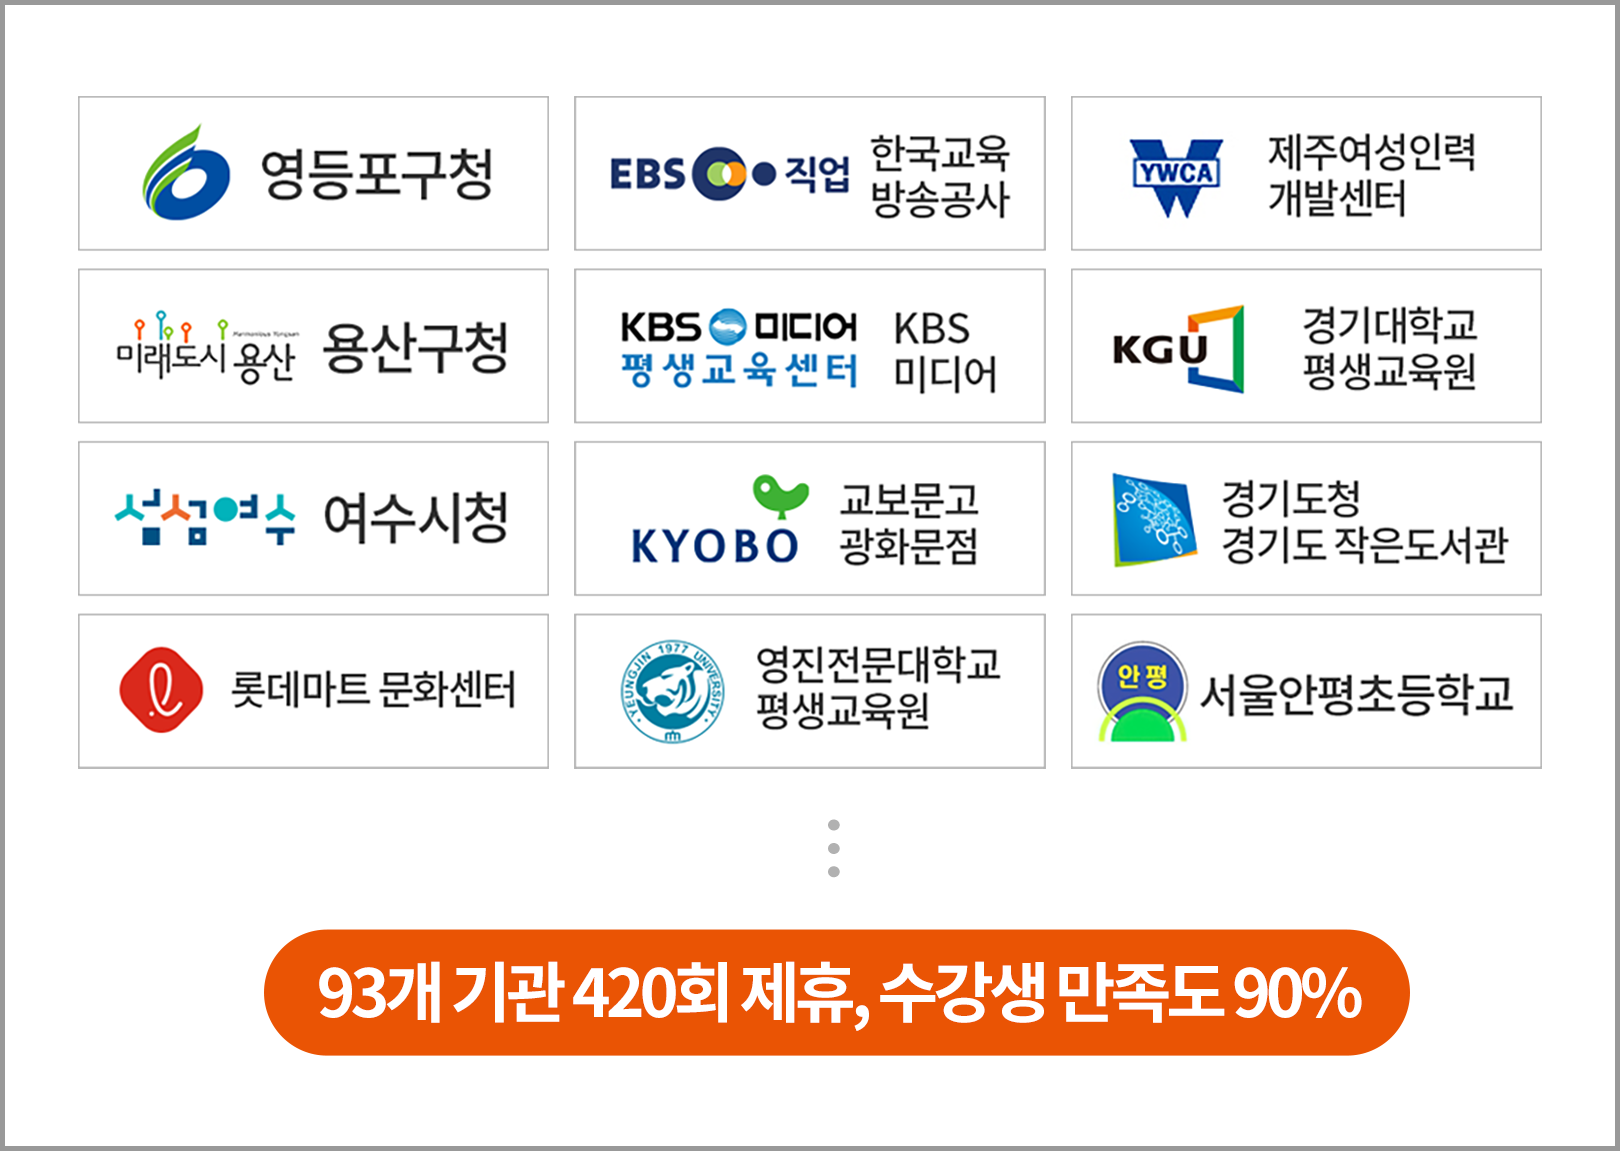 영등포구청
EBS 직업
한국교육
방송공사
YWCA
제주여성인력
개발센터
Harmonious Yongsan
미래도시 용산
용산구청
KBS 미디어
평생교육센터
KBS
미디어
KGU
경기대학교
평생교육원
삼섬여수
여수시청
KYOBO
교보문고
광화문점
경기도청
경기도 작은도서관
롯데마트 문화센터
YEUNGJIN 1977 UNIVERSITY
영진전문대학교
평생교육원
안평
서울안평초등학교
93개 기관 420회 제휴, 수강생 만족도 90%